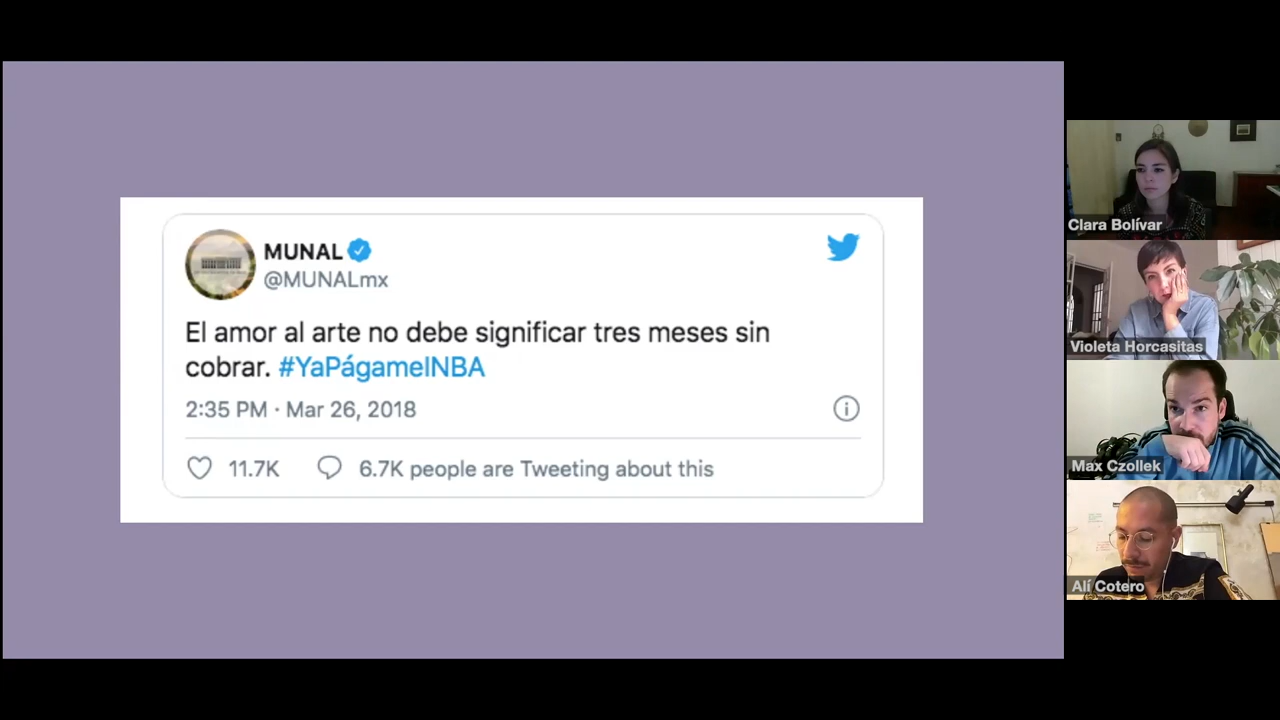 MUNAL
@MUNALmx
El amor al arte no debe significar tres meses sin
cobrar. #YaPágameINBA
2:35 PM · Mar 26, 2018
11.7K
6.7K people are Tweeting about this
Clara Bolívar
Violeta Horcasitas
Max Czollek
Alí Cotero